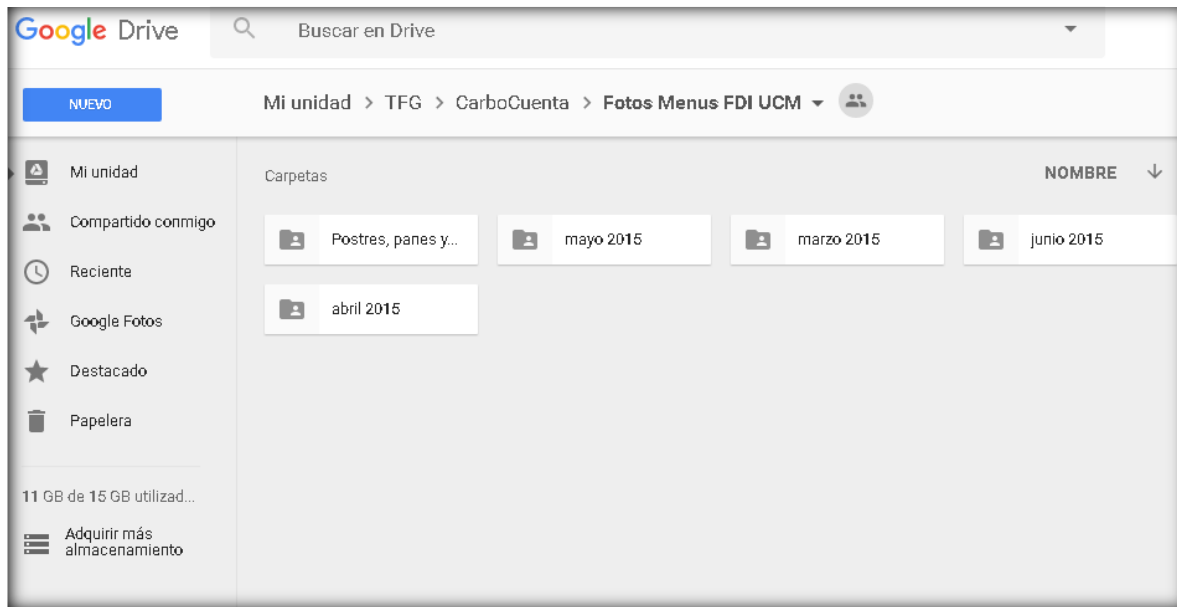 Google Drive
Buscar en Drive
NUEVO
Mi unidad > TFG > CarboCuenta > Fotos Menus FDI UCM
Mi unidad
Compartido conmigo
Reciente
Google Fotos
Destacado
Papelera
11 GB de 15 GB utilizad...
Adquirir más
almacenamiento
Carpetas
NOMBRE
Postres, panes y...
mayo 2015
marzo 2015
junio 2015
abril 2015